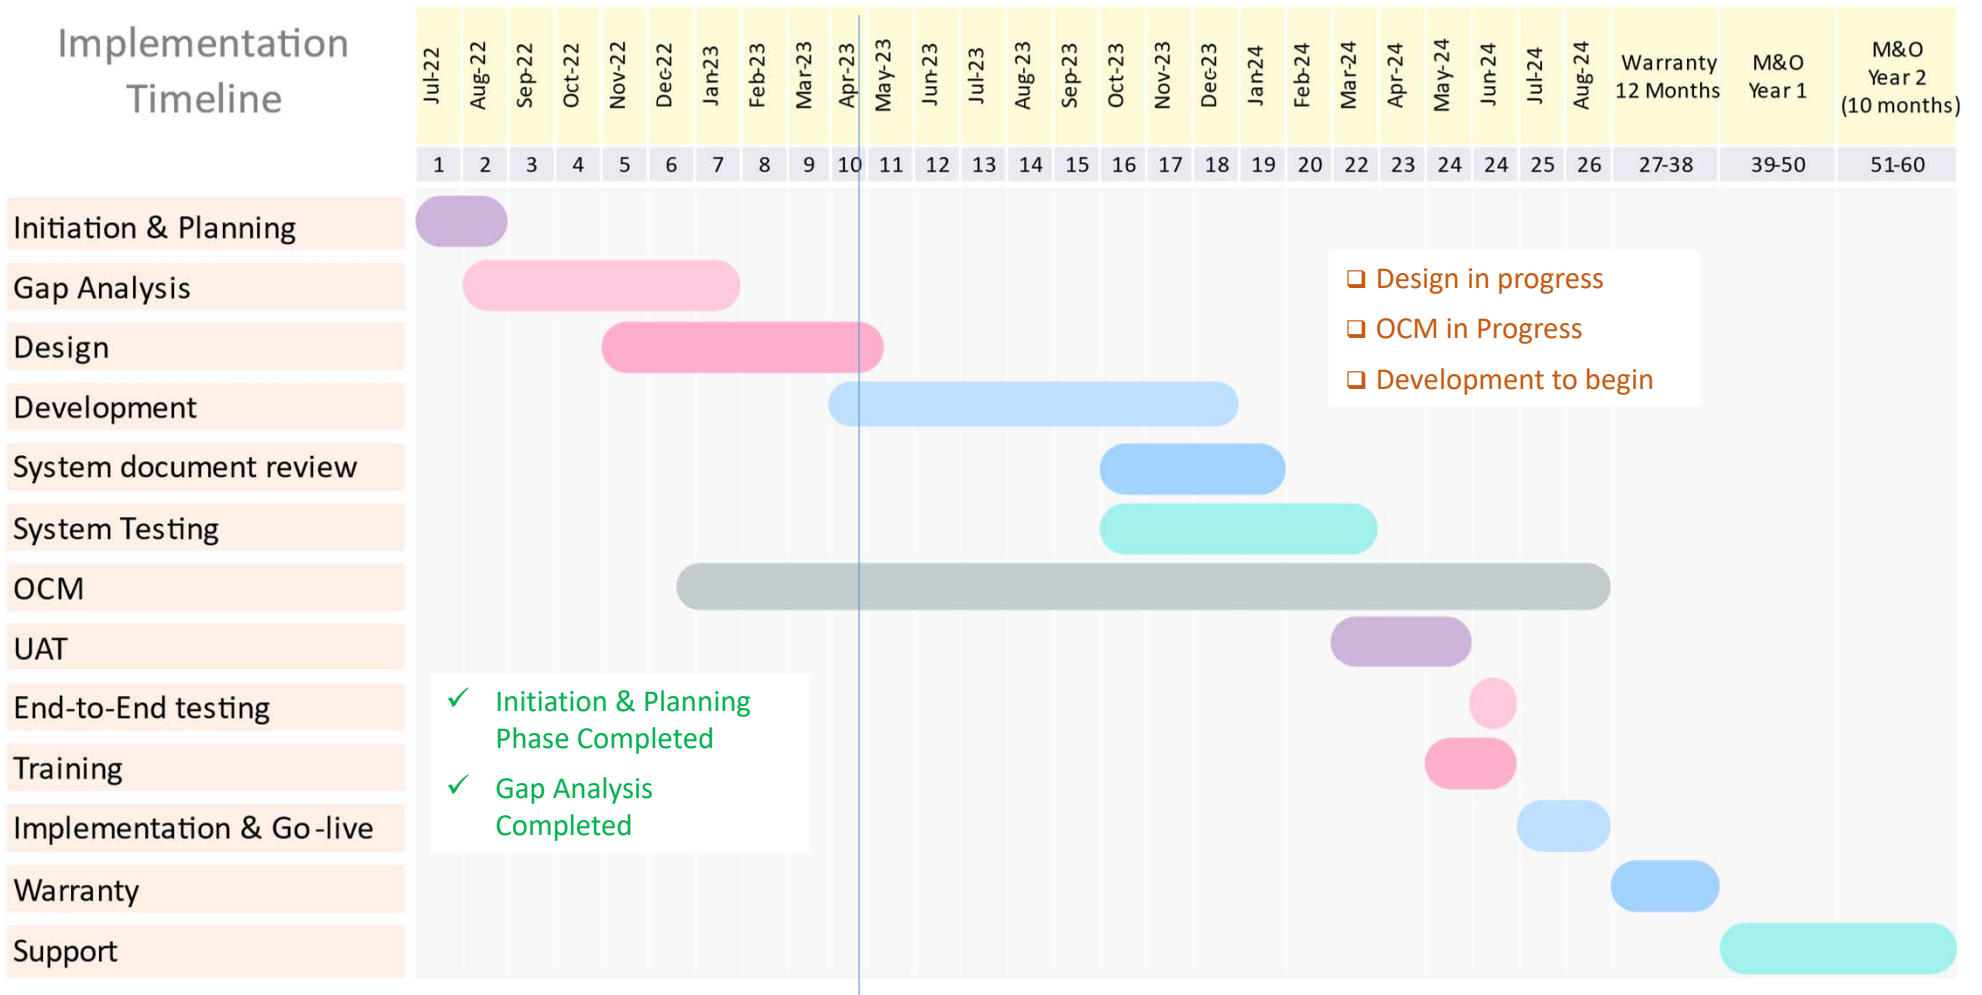 Implementation
Timeline
Jul-22
Aug-22
Sep-22
Oct-22
Nov-22
Dec-22
Jan-23
Feb-23
Mar-23
Apr-23
May-23
Jun-23
Jul-23
Aug-23
Sep-23
Oct-23
Nov-23
Dec-23
Jan-24
Feb-24
Mar-24
Apr-24
May-24
Jun-24
Jul-24
Aug-24
Warranty
12 Months
M&O
Year 1
M&O
Year 2
(10 months)
1 2 3 4 5 6 7 8 9 10 11 12 13 14 15 16 17 18 19 20 22 23 24 24 25 26 27-38 39-50 51-60
Initiation & Planning
Gap Analysis
Design
Development
System document review
System Testing
OCM
UAT
End-to-End testing
Training
Implementation & Go-live
Warranty
Support
❑ Design in progress
❑ OCM in Progress
❑ Development to begin
✓ Initiation & Planning
Phase Completed
✓ Gap Analysis
Completed